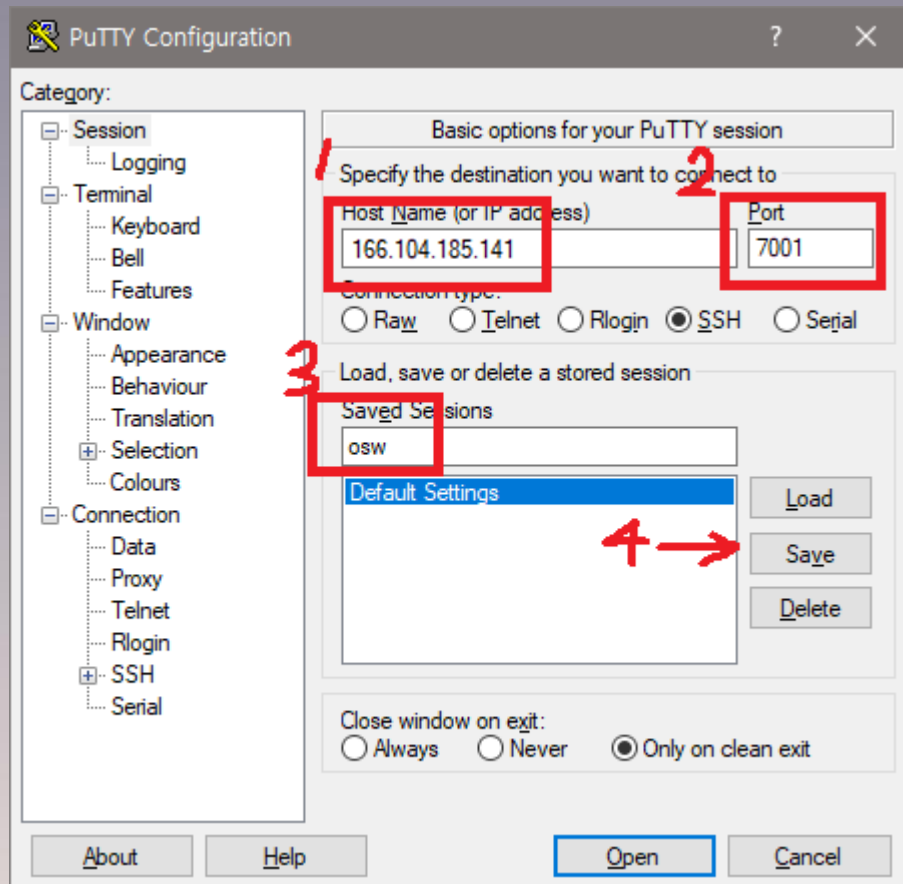 PuTTY Configuration
?
Category:
Session
Logging
Terminal
Keyboard
Bell
Features
Window
Appearance
Behaviour
Translation
Selection
Colours
Connection
Data
Proxy
Telnet
Rlogin
SSH
Serial
Basic options for your PuTTY session
1
Specify the destination you want to connect to
2
Host Name (or IP address) Port
166.104.185.141 7001
Connection type:
Raw Telnet Rlogin SSH Serial
3
Load, save or delete a stored session
Saved Sessions
osw
Default Settings
Load
4 → Save
Delete
Close window on exit:
Always Never Only on clean exit
About Help Open Cancel